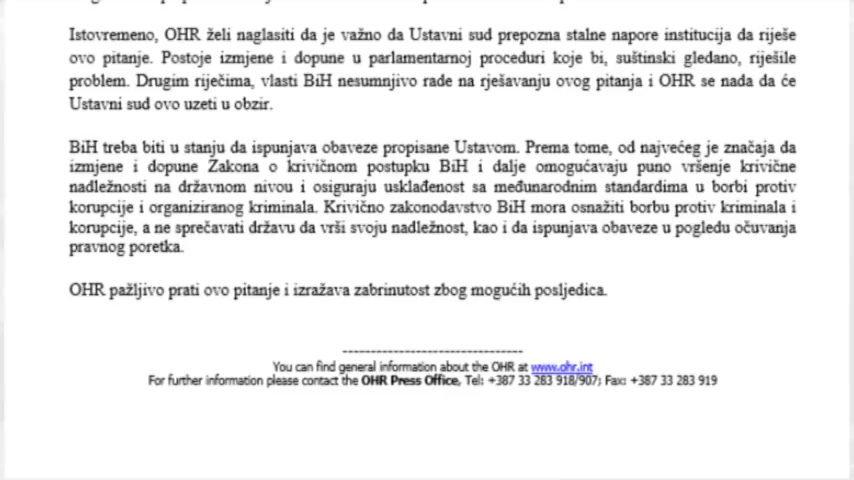 Istovremeno, OHR želi naglasiti da je važno da Ustavni sud prepozna stalne napore institucija da riješe
ovo pitanje. Postoje izmjene i dopune u parlamentarnoj proceduri koje bi, suštinski gledano, riješile
problem. Drugim riječima, vlasti BiH nesumnjivo rade na rješavanju ovog pitanja i OHR se nada da će
Ustavni sud ovo uzeti u obzir.
BiH treba biti u stanju da ispunjava obaveze propisane Ustavom. Prema tome, od najvećeg je značaja da
izmjene i dopune Zakona o krivičnom postupku BiH i dalje omogućavaju puno vršenje krivične
nadležnosti na državnom nivou i osiguraju usklađenost sa međunarodnim standardima u borbi protiv
korupcije i organiziranog kriminala. Krivično zakonodavstvo BiH mora osnažiti borbu protiv kriminala i
korupcije, a ne sprečavati državu da vrši svoju nadležnost, kao i da ispunjava obaveze u pogledu očuvanja
pravnog poretka.
OHR pažljivo prati ovo pitanje i izražava zabrinutost zbog mogućih posljedica.
--------------------------------
You can find general information about the OHR at www.ohr.int
For further information please contact the OHR Press Office, Tel: +387 33 283 918/907; Fax: +387 33 283 919